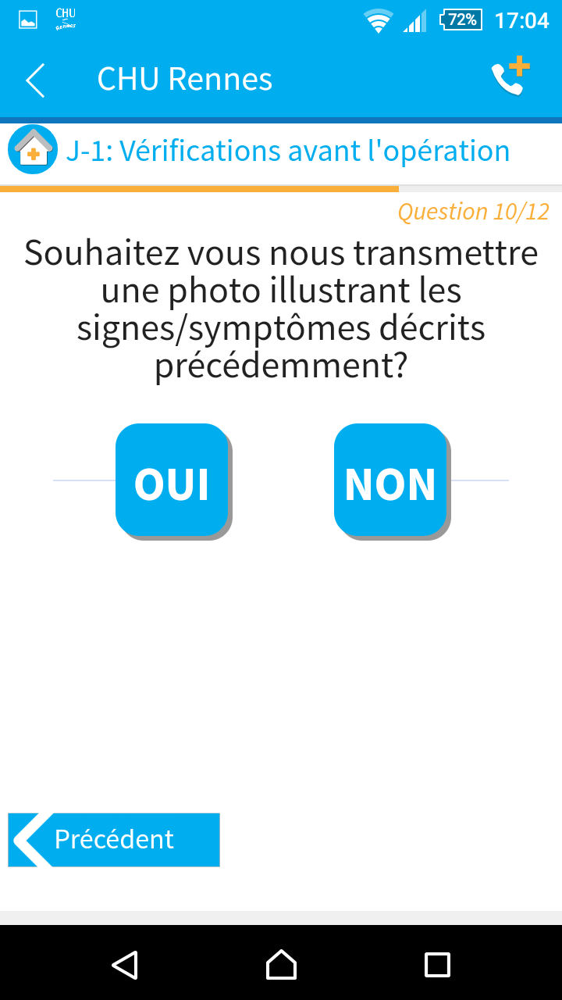 CHU
Rennes
72%
17:04
CHU Rennes
J-1: Vérifications avant l'opération
Question 10/12
Souhaitez vous nous transmettre
une photo illustrant les
signes/symptômes décrits
précédemment?
OUI
NON
Précédent